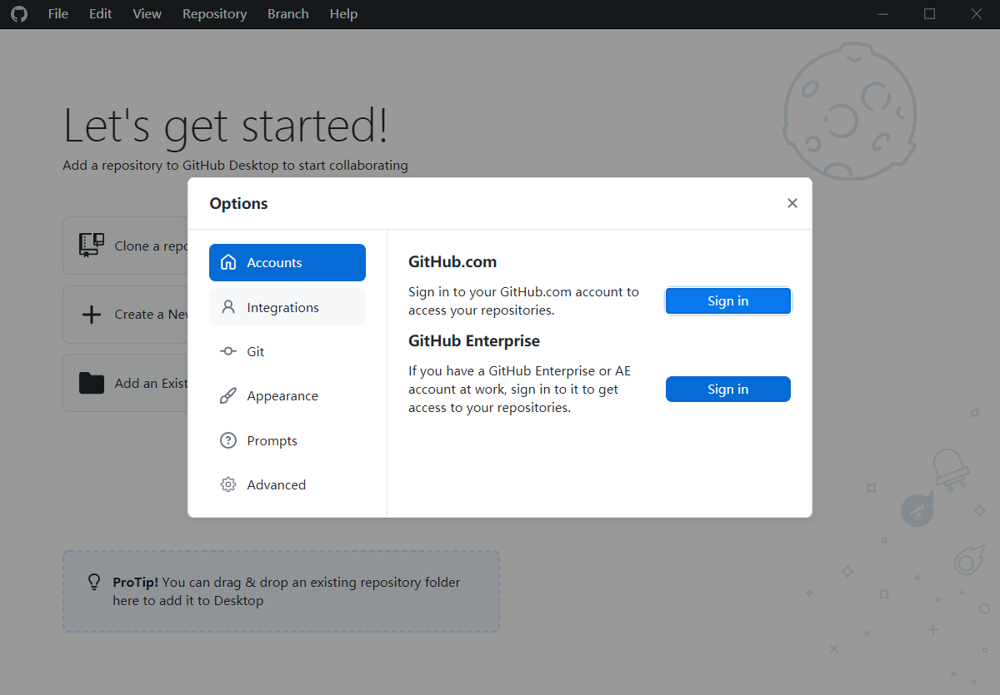 File Edit View Repository Branch Help
Let's get started!
Add a repository to GitHub Desktop to start collaborating
Options
Clone a repo
Create a New
Add an Exist
Accounts
Integrations
Git
Appearance
Prompts
Advanced
GitHub.com
Sign in to your GitHub.com account to
access your repositories.
Sign in
GitHub Enterprise
If you have a GitHub Enterprise or AE
account at work, sign in to it to get
access to your repositories.
Sign in
ProTip! You can drag & drop an existing repository folder
here to add it to Desktop